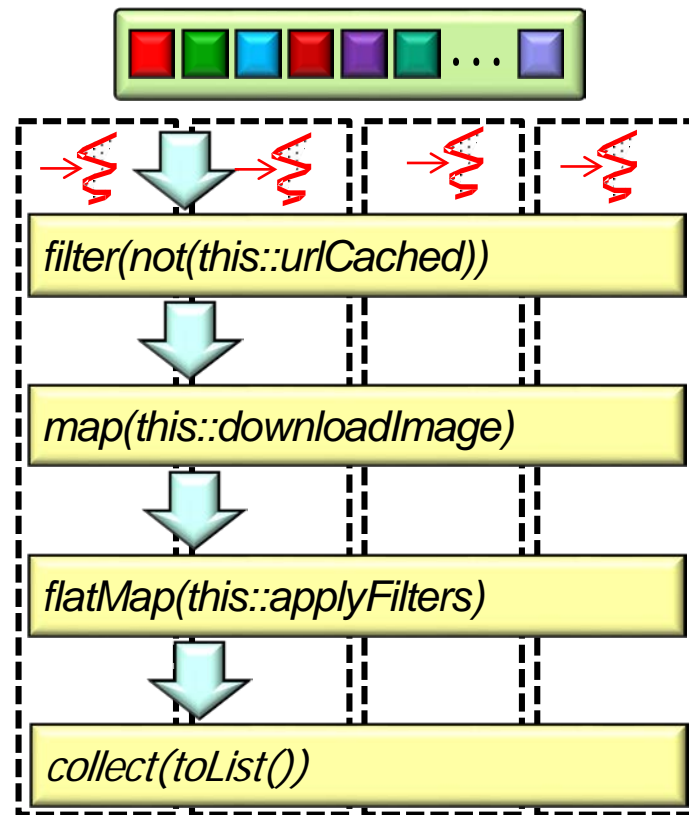 ...
filter(not(this::urlCached))
map(this::downloadImage)
flatMap(this::applyFilters)
collect(toList())